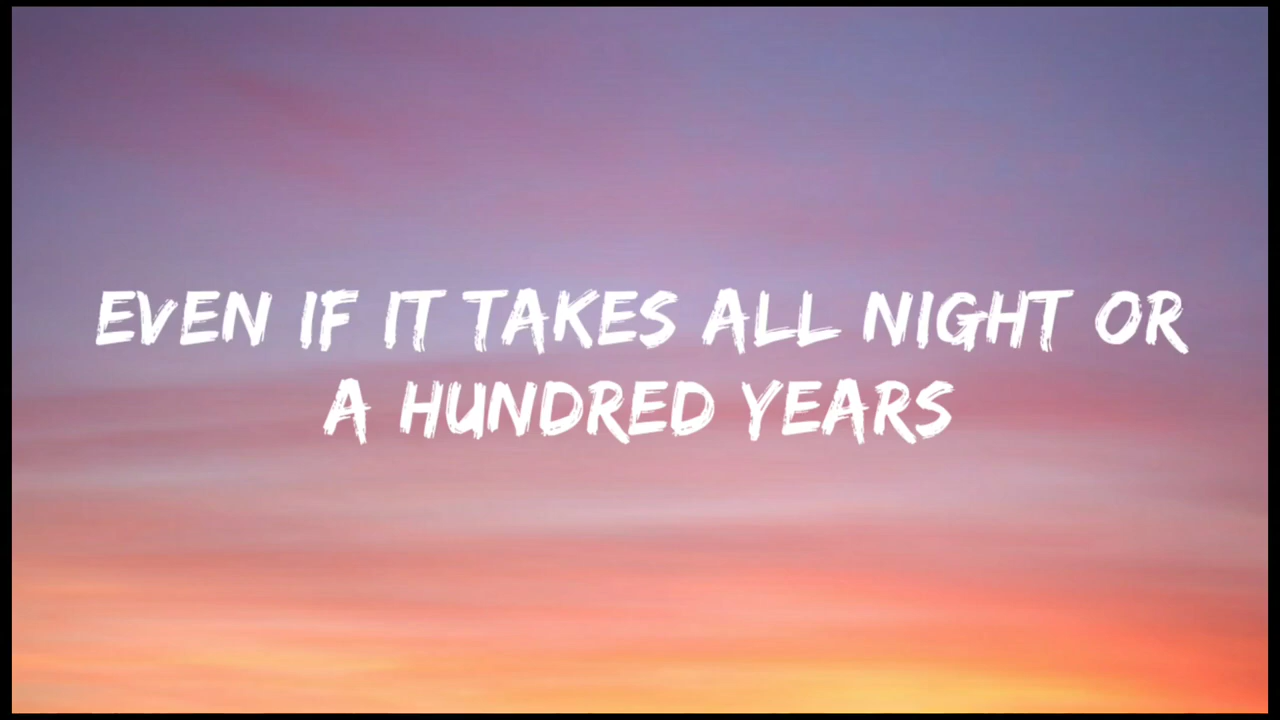 EVEN IF IT TAKES ALL NIGHT OR
A HUNDRED YEARS